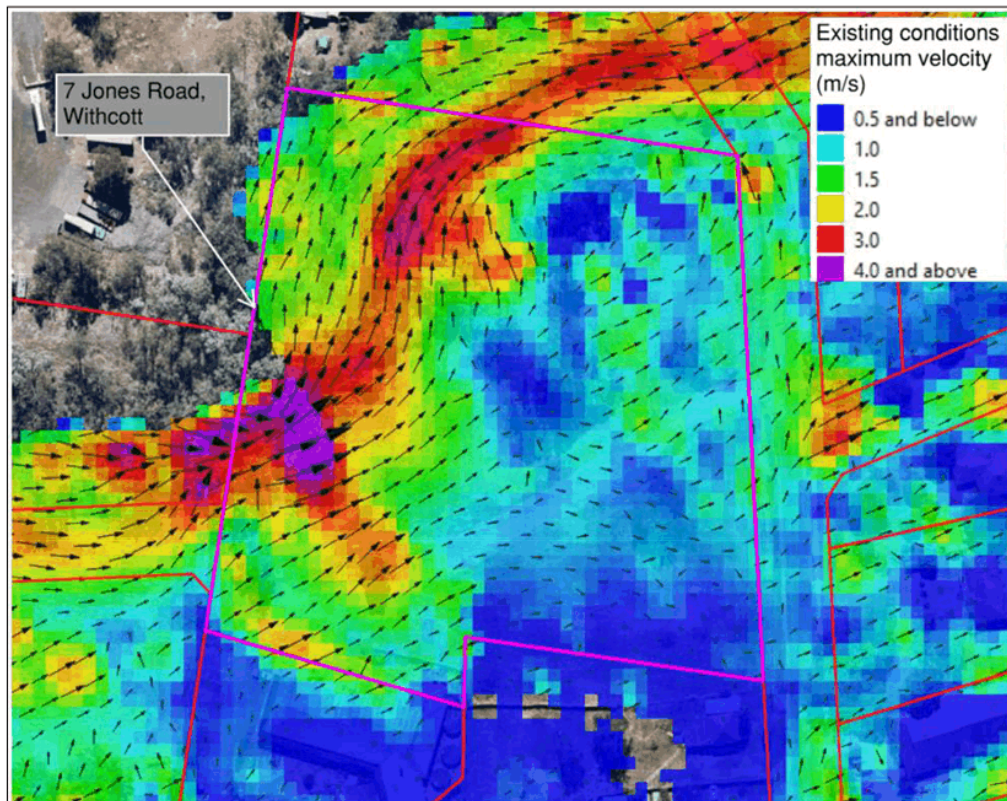 7 Jones Road,
Withcott
Existing conditions
maximum velocity
(m/s)
0.5 and below
1.0
1.5
2.0
3.0
4.0 and above